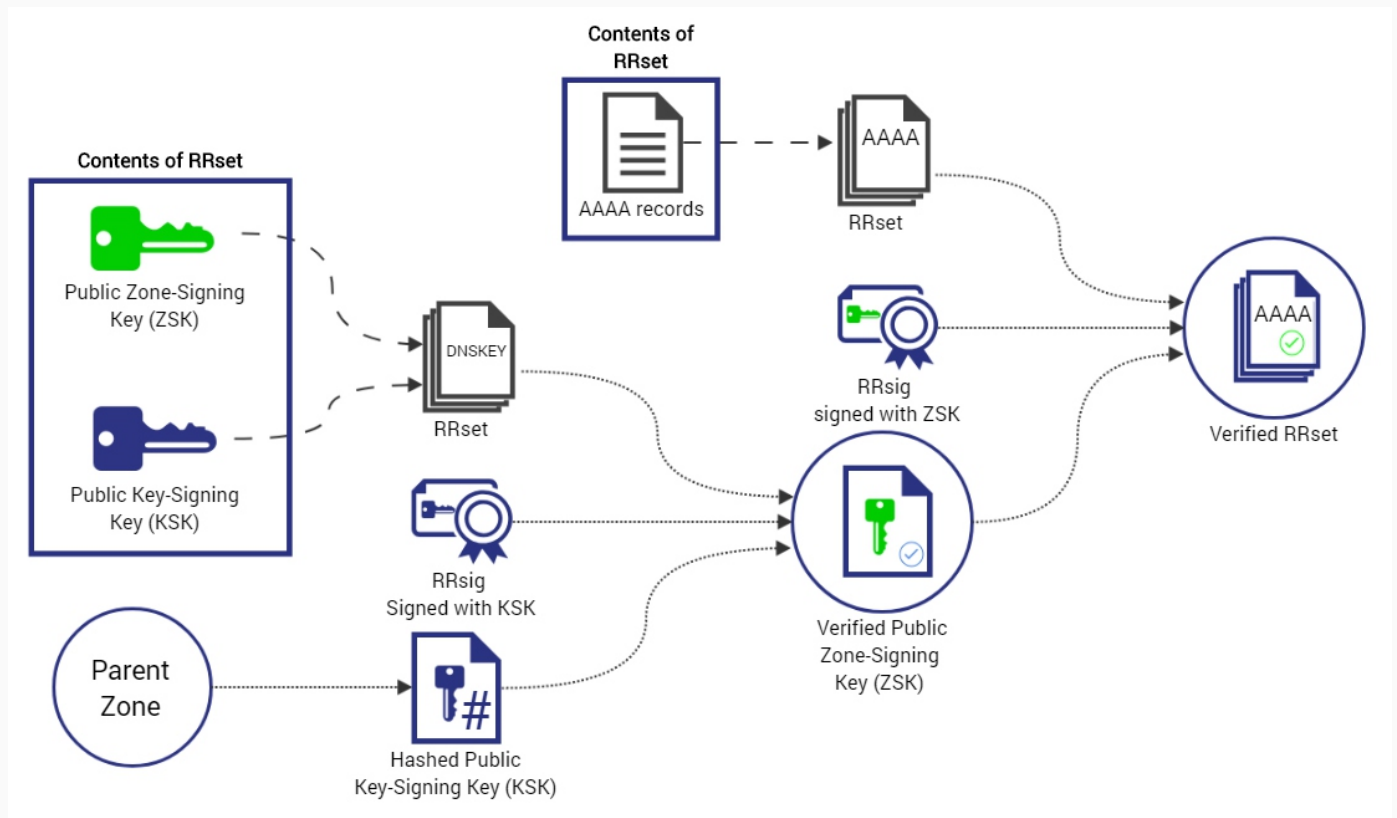 Contents of
RRset
AAAA records
AAAA
RRset
Contents of RRset
Public Zone-Signing
Key (ZSK)
Public Key-Signing
Key (KSK)
DNSKEY
RRset
RRsig
Signed with KSK
Parent
Zone
#
Hashed Public
Key-Signing Key (KSK)
RRsig
signed with ZSK
Verified Public
Zone-Signing
Key (ZSK)
AAAA
Verified RRset